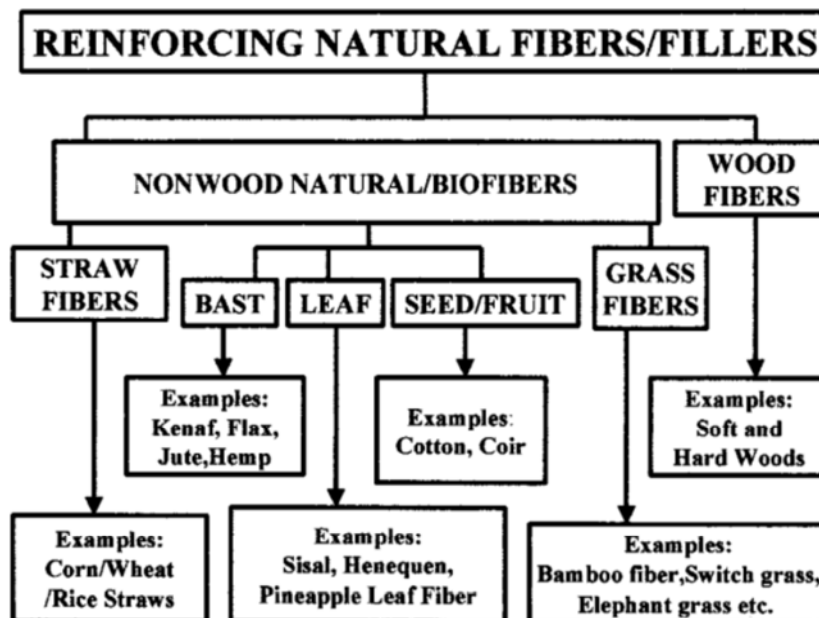 REINFORCING NATURAL FIBERS/FILLERS
NONWOOD NATURAL/BIOFIBERS
WOOD
FIBERS
STRAW
FIBERS
BAST
LEAF
SEED/FRUIT
GRASS
FIBERS
Examples:
Kenaf, Flax,
Jute,Hemp
Examples:
Cotton, Coir
Examples:
Soft and
Hard Woods
Examples:
Corn/Wheat
/Rice Straws
Examples:
Sisal, Henequen,
Pineapple Leaf Fiber
Examples:
Bamboo fiber,Switch grass,
Elephant grass etc.